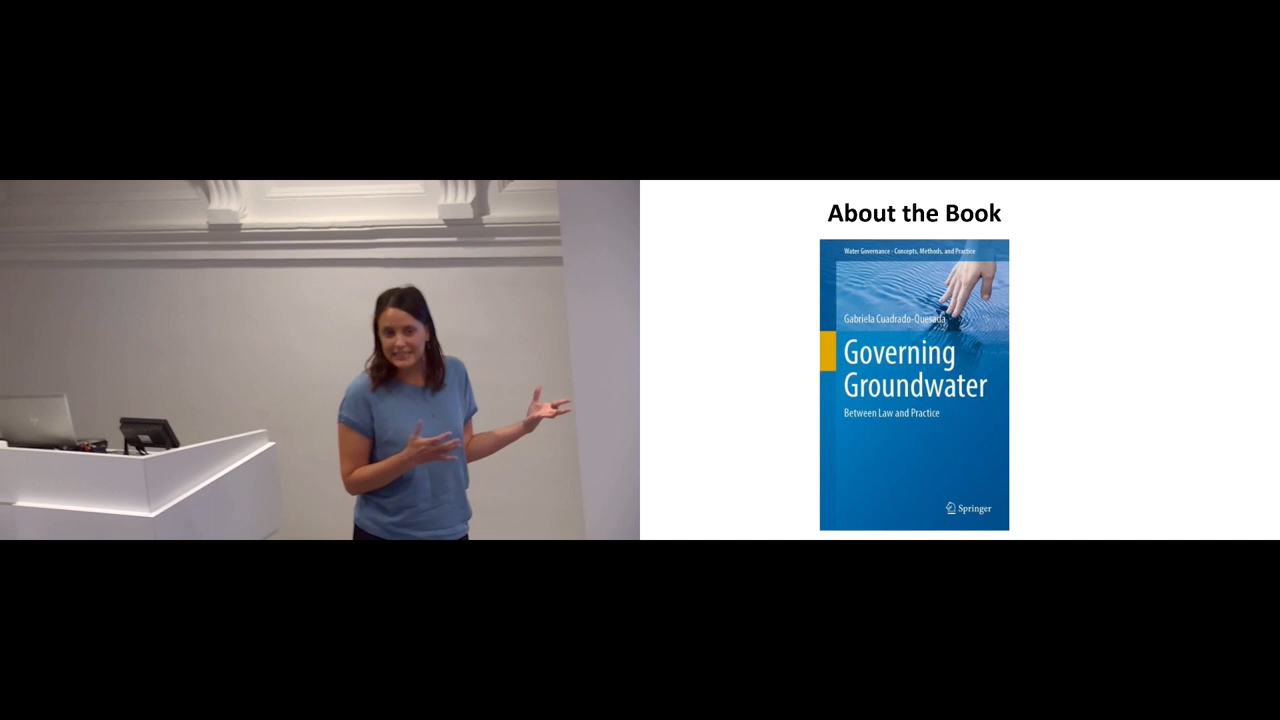 About the Book
Water Governance - Concepts, Methods, and Practice
Gabriela Cuadrado-Quesada
Governing
Groundwater
Between Law and Practice
Springer